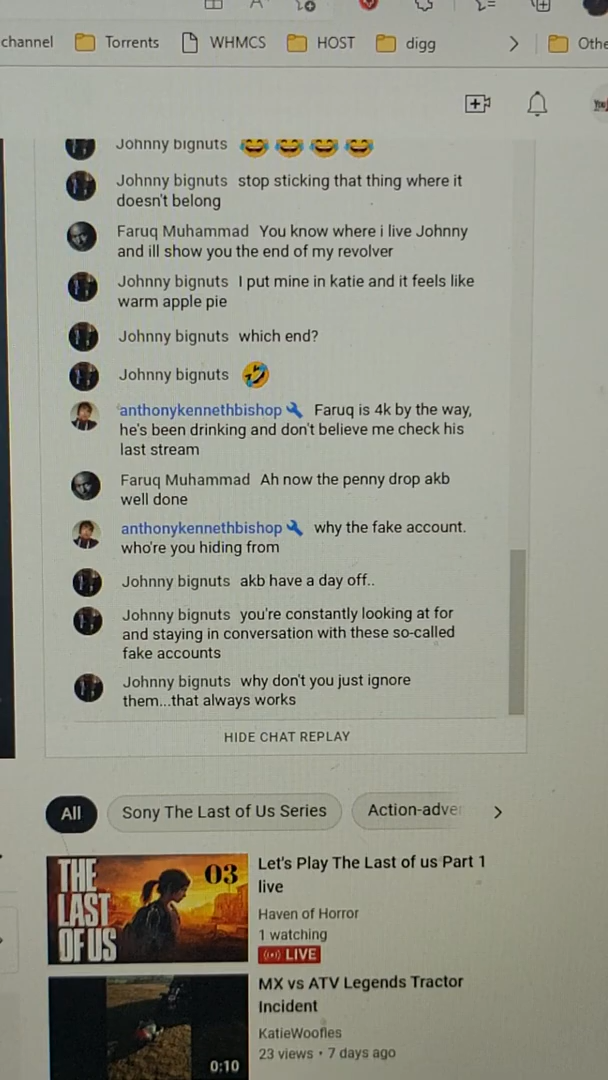 channel Torrents WHMCS HOST digg Othe
Johnny bignuts 😂😂😂😂
Johnny bignuts stop sticking that thing where it
doesn't belong
Faruq Muhammad You know where i live Johnny
and ill show you the end of my revolver
Johnny bignuts I put mine in katie and it feels like
warm apple pie
Johnny bignuts which end?
Johnny bignuts 🤣
anthonykennethbishop Faruq is 4k by the way,
he's been drinking and don't believe me check his
last stream
Faruq Muhammad Ah now the penny drop akb
well done
anthonykennethbishop why the fake account.
who're you hiding from
Johnny bignuts akb have a day off..
Johnny bignuts you're constantly looking at for
and staying in conversation with these so-called
fake accounts
Johnny bignuts why don't you just ignore
them...that always works
HIDE CHAT REPLAY
All Sony The Last of Us Series Action-adve
THE
LAST
OF US
03
Let's Play The Last of us Part 1
live
Haven of Horror
1 watching
LIVE
MX vs ATV Legends Tractor
Incident
KatieWoofles
23 views • 7 days ago
0:10